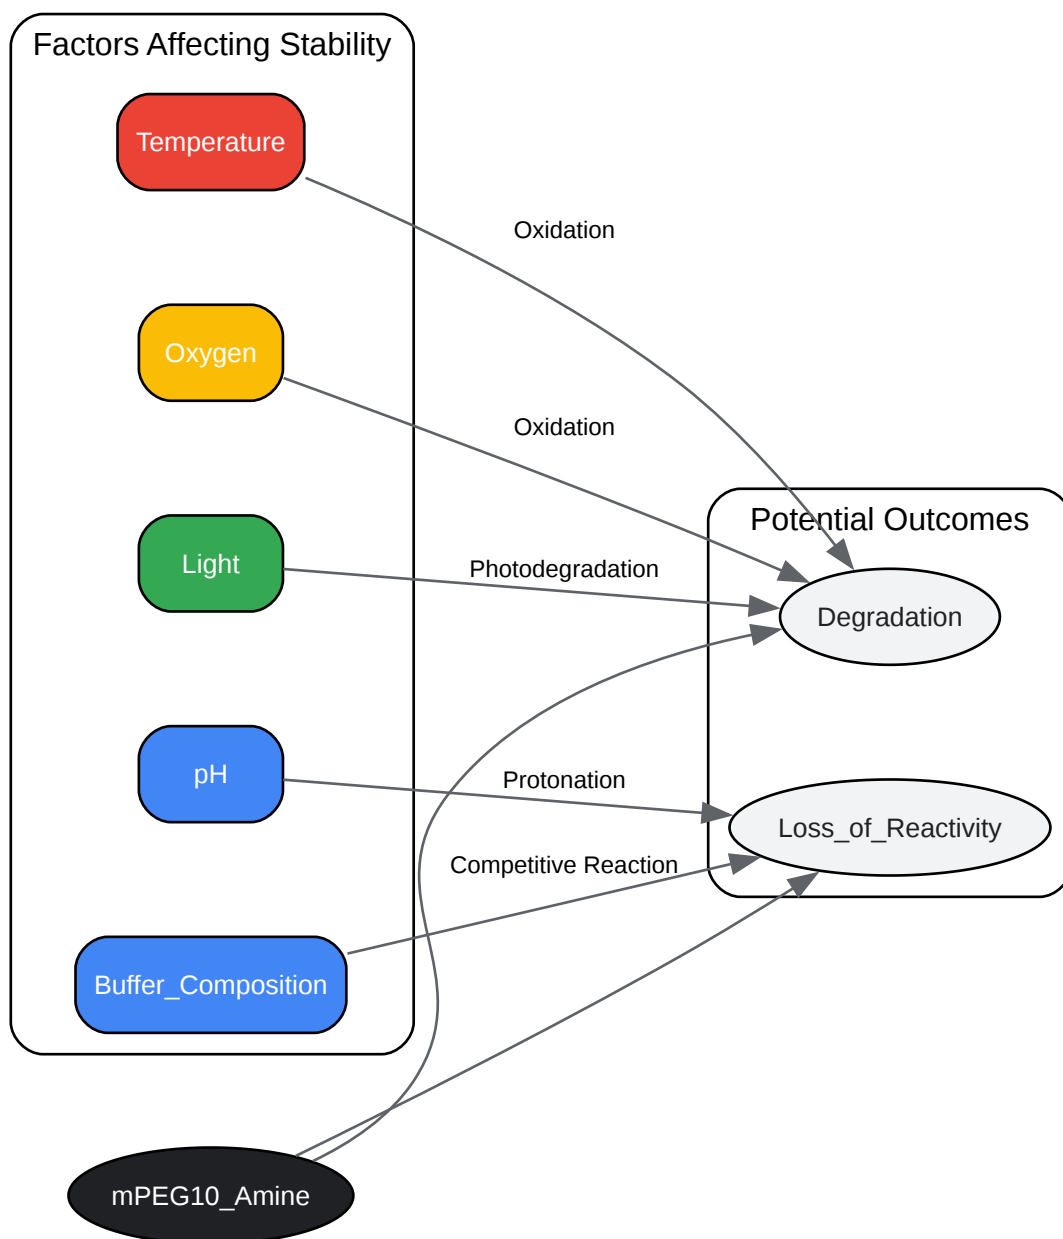 Factors Affecting Stability
Temperature
Oxidation
Oxygen
Oxidation
Potential Outcomes
Light
Photodegradation
Degradation
pH
Protonation
Loss_of_Reactivity
Competitive Reaction
Buffer_Composition
mPEG10_Amine